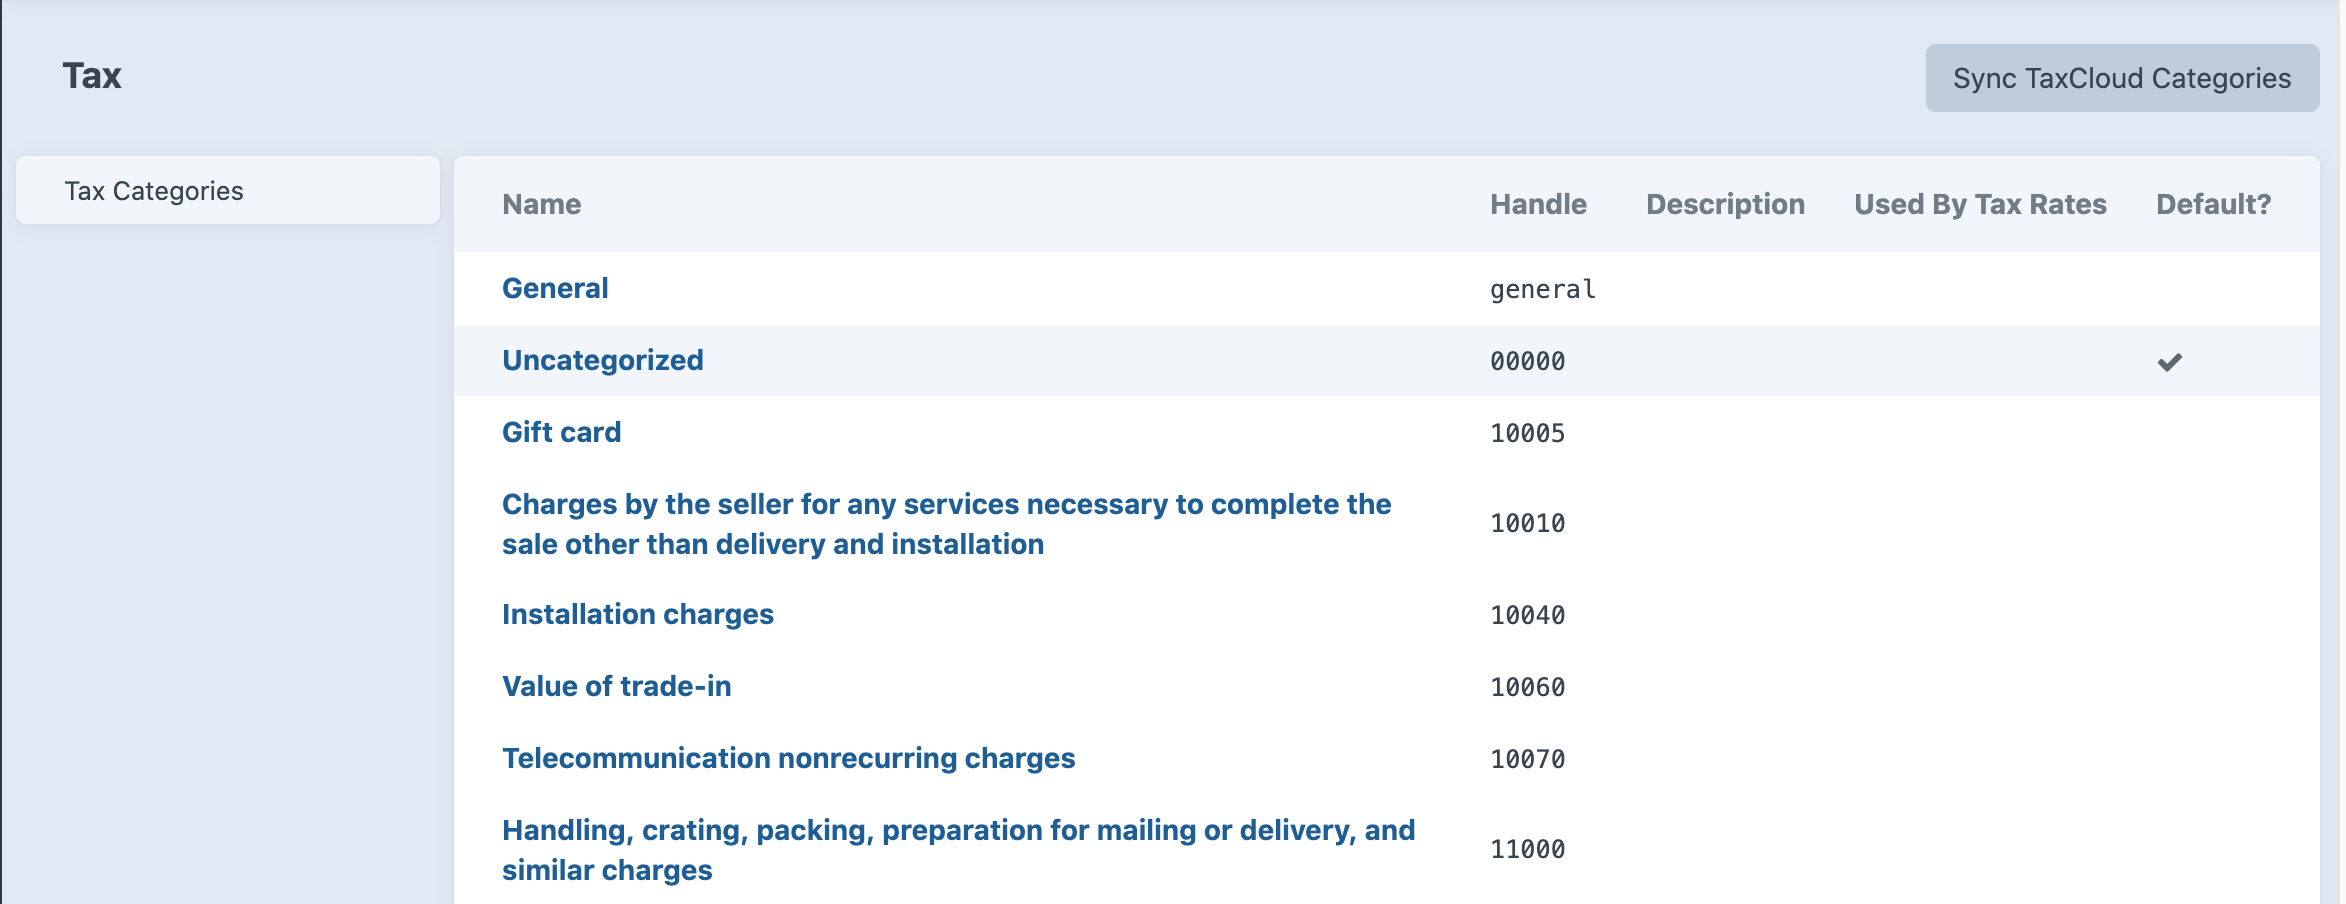 Tax
Sync TaxCloud Categories
Tax Categories
Name Handle Description Used By Tax Rates Default?
General general
Uncategorized 00000
Gift card 10005
Charges by the seller for any services necessary to complete the
sale other than delivery and installation
10010
Installation charges 10040
Value of trade-in 10060
Telecommunication nonrecurring charges 10070
Handling, crating, packing, preparation for mailing or delivery, and
similar charges
11000